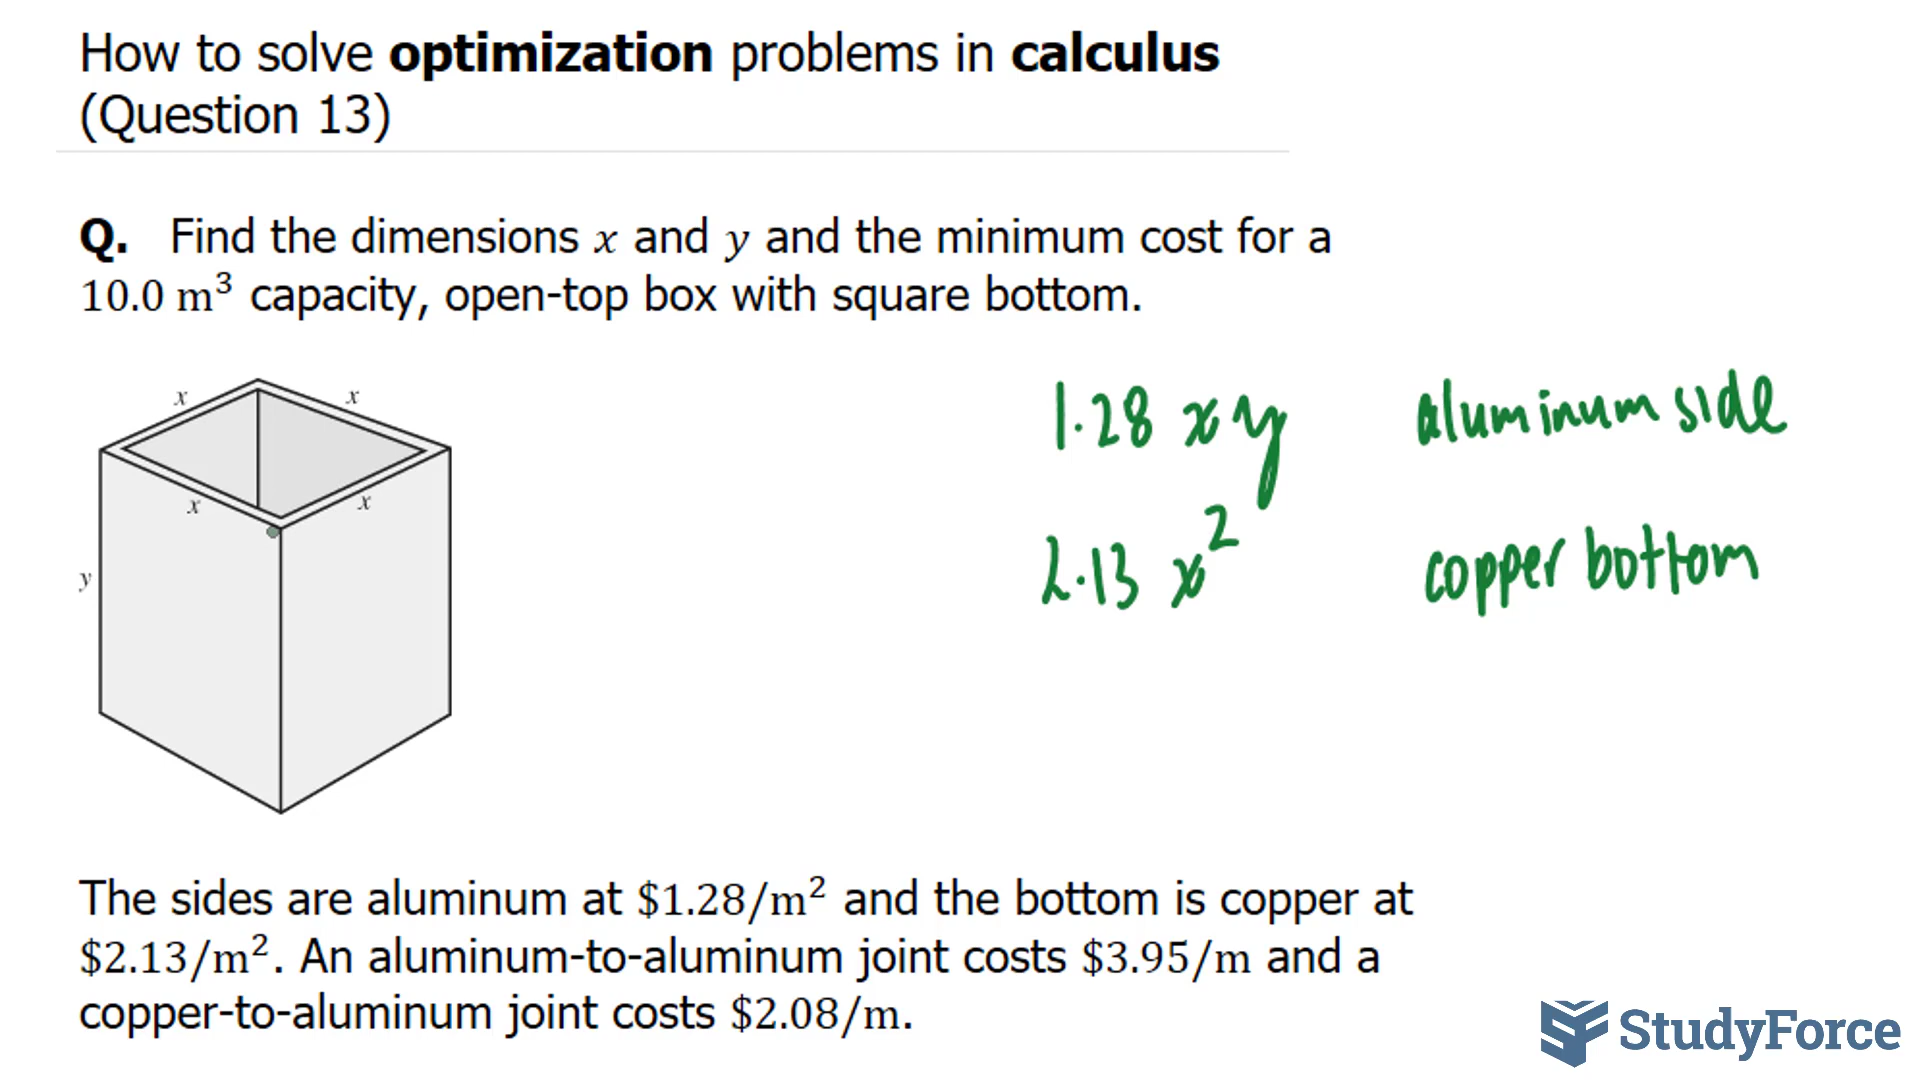 How to solve optimization problems in calculus
(Question 13)
Q. Find the dimensions x and y and the minimum cost for a
10.0 m³ capacity, open-top box with square bottom.
x
x
1.28 xy
aluminum side
x
x
y
2.13 x²
copper bottom
The sides are aluminum at $1.28/m² and the bottom is copper at
$2.13/m². An aluminum-to-aluminum joint costs $3.95/m and a
copper-to-aluminum joint costs $2.08/m.
StudyForce